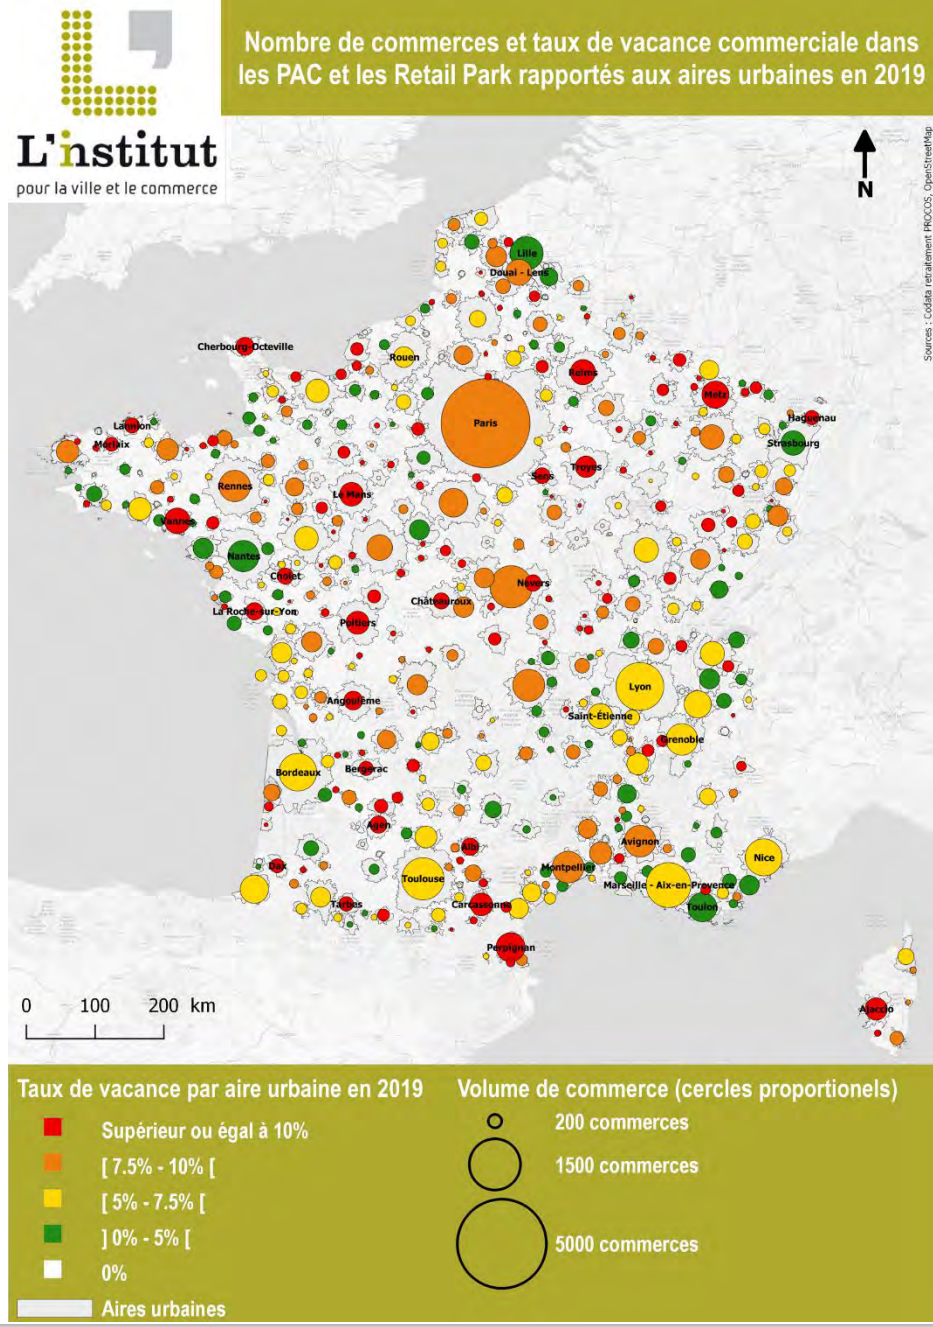 Nombre de commerces et taux de vacance commerciale dans
les PAC et les Retail Park rapportés aux aires urbaines en 2019
L'institut
pour la ville et le commerce
N
Sources : Codata retraitement PROCOS, OpenStreetMap
Lille
Douai - Lens
Cherbourg-Octeville
Rouen
Reims
Metz
Haguenau
Lannion
Morlaix
Paris
Strasbourg
Troyes
Sens
Rennes
Le Mans
Vannes
Nantes
Cholet
Nevers
Châteauroux
La Roche-sur-Yon
Poitiers
Lyon
Angoulême
Saint-Étienne
Grenoble
Bordeaux
Bergerac
Agen
Avignon
Albi
Nice
Dax
Montpellier
Toulouse
Marseille - Aix-en-Provence
Tarbes
Carcassonne
Toulon
Perpignan
Ajaccio
0 100 200 km
Taux de vacance par aire urbaine en 2019
Supérieur ou égal à 10%
[ 7.5% - 10% [
[ 5% - 7.5% [
] 0% - 5% [
0%
Aires urbaines
Volume de commerce (cercles proportionels)
200 commerces
1500 commerces
5000 commerces